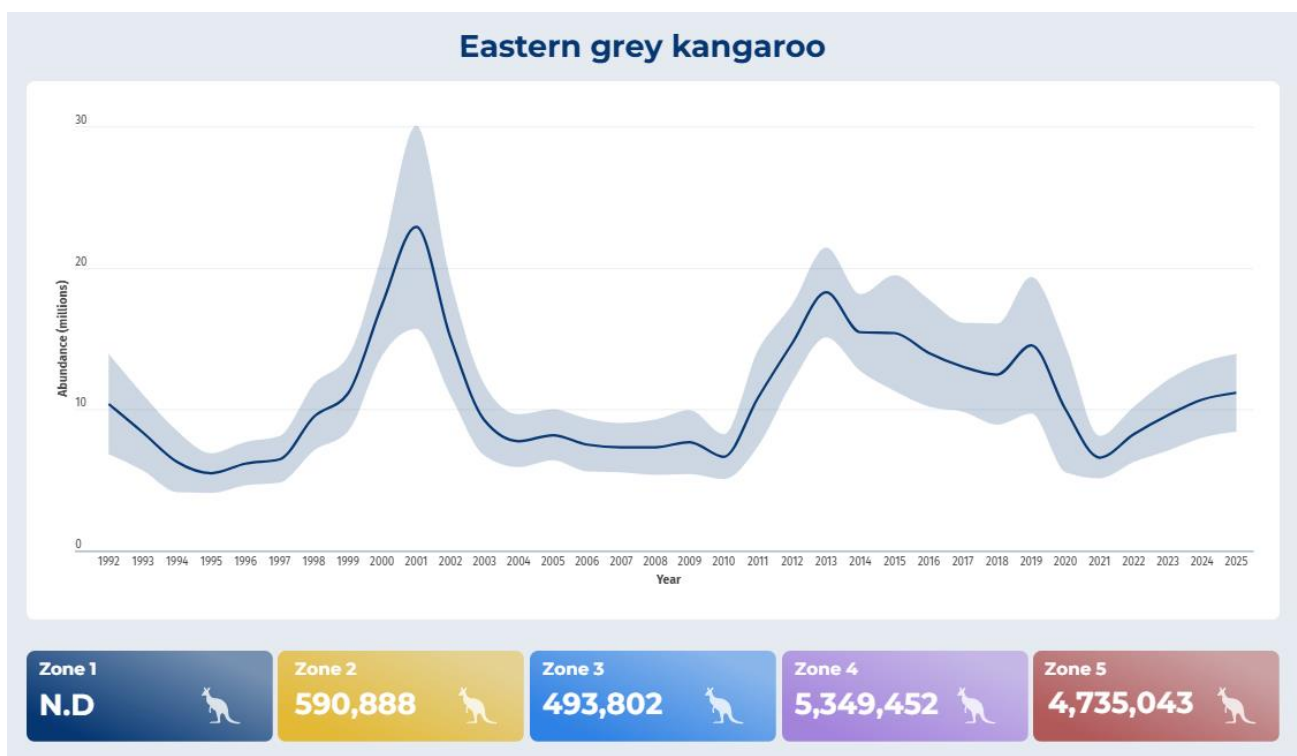 Eastern grey kangaroo
30
20
10
0
Abundance (millions)
1992 1993 1994 1995 1996 1997 1998 1999 2000 2001 2002 2003 2004 2005 2006 2007 2008 2009 2010 2011 2012 2013 2014 2015 2016 2017 2018 2019 2020 2021 2022 2023 2024 2025
Year
Zone 1
N.D
Zone 2
590,888
Zone 3
493,802
Zone 4
5,349,452
Zone 5
4,735,043